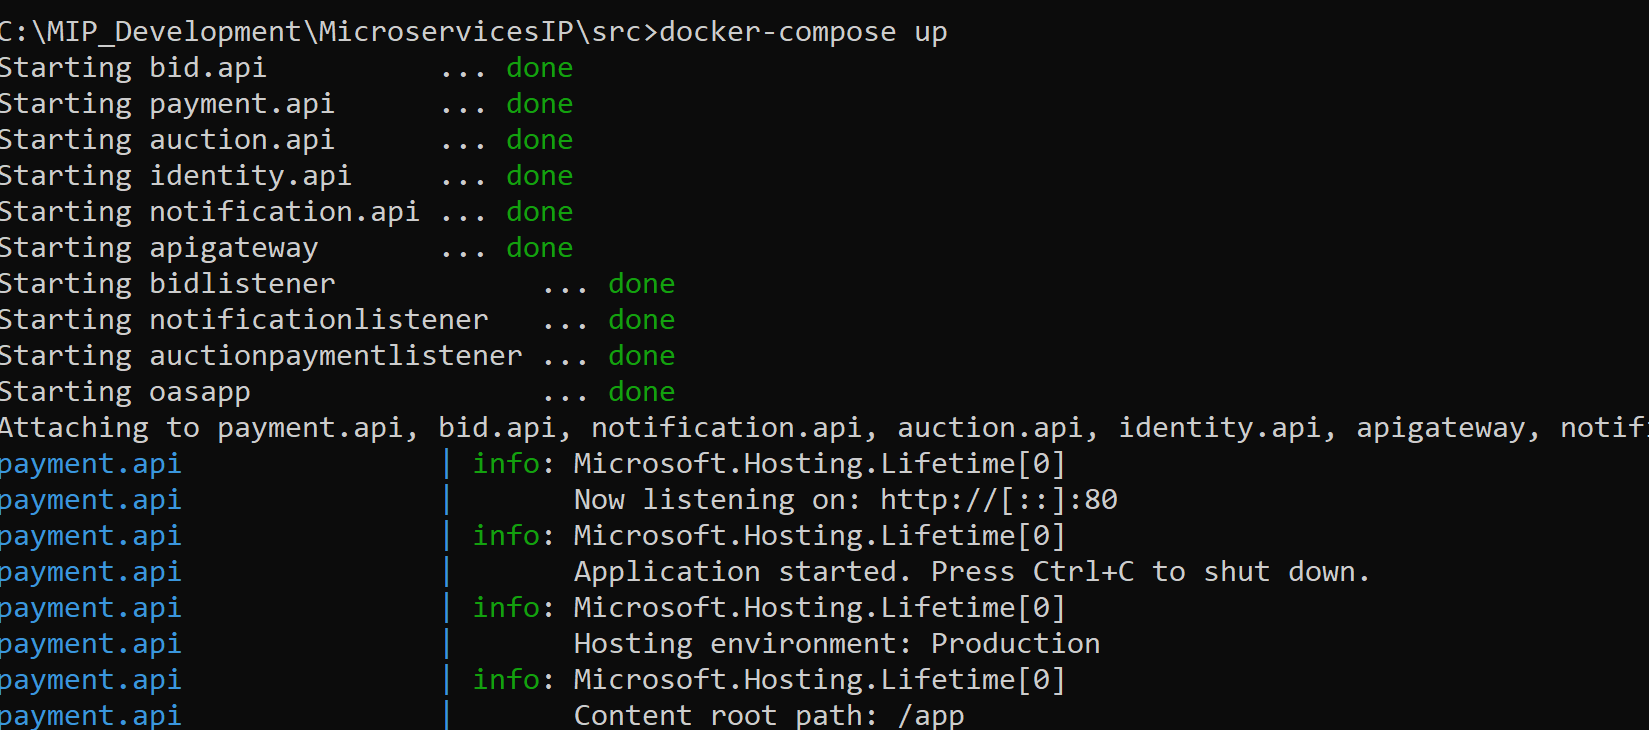 C:\MIP_Development\MicroservicesIP\src>docker-compose up
Starting bid.api          ... done
Starting payment.api      ... done
Starting auction.api      ... done
Starting identity.api     ... done
Starting notification.api ... done
Starting apigateway       ... done
Starting bidlistener            ... done
Starting notificationlistener   ... done
Starting auctionpaymentlistener ... done
Starting oasapp                 ... done
Attaching to payment.api, bid.api, notification.api, auction.api, identity.api, apigateway, notif
payment.api               | info: Microsoft.Hosting.Lifetime[0]
payment.api               |       Now listening on: http://[::]:80
payment.api               | info: Microsoft.Hosting.Lifetime[0]
payment.api               |       Application started. Press Ctrl+C to shut down.
payment.api               | info: Microsoft.Hosting.Lifetime[0]
payment.api               |       Hosting environment: Production
payment.api               | info: Microsoft.Hosting.Lifetime[0]
payment.api               |       Content root path: /app